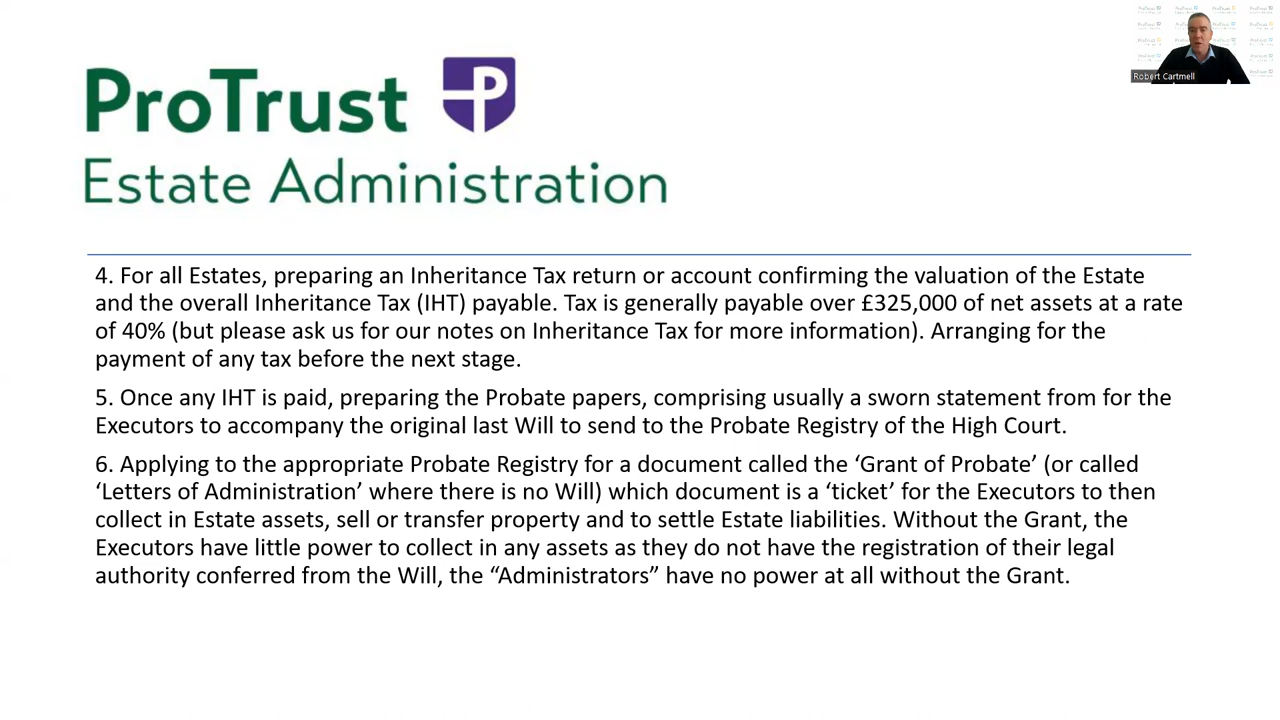 ProTrust
Estate Administration
Robert Cartmell
4. For all Estates, preparing an Inheritance Tax return or account confirming the valuation of the Estate
and the overall Inheritance Tax (IHT) payable. Tax is generally payable over £325,000 of net assets at a rate
of 40% (but please ask us for our notes on Inheritance Tax for more information). Arranging for the
payment of any tax before the next stage.
5. Once any IHT is paid, preparing the Probate papers, comprising usually a sworn statement from for the
Executors to accompany the original last Will to send to the Probate Registry of the High Court.
6. Applying to the appropriate Probate Registry for a document called the ‘Grant of Probate’ (or called
‘Letters of Administration’ where there is no Will) which document is a ‘ticket’ for the Executors to then
collect in Estate assets, sell or transfer property and to settle Estate liabilities. Without the Grant, the
Executors have little power to collect in any assets as they do not have the registration of their legal
authority conferred from the Will, the “Administrators” have no power at all without the Grant.